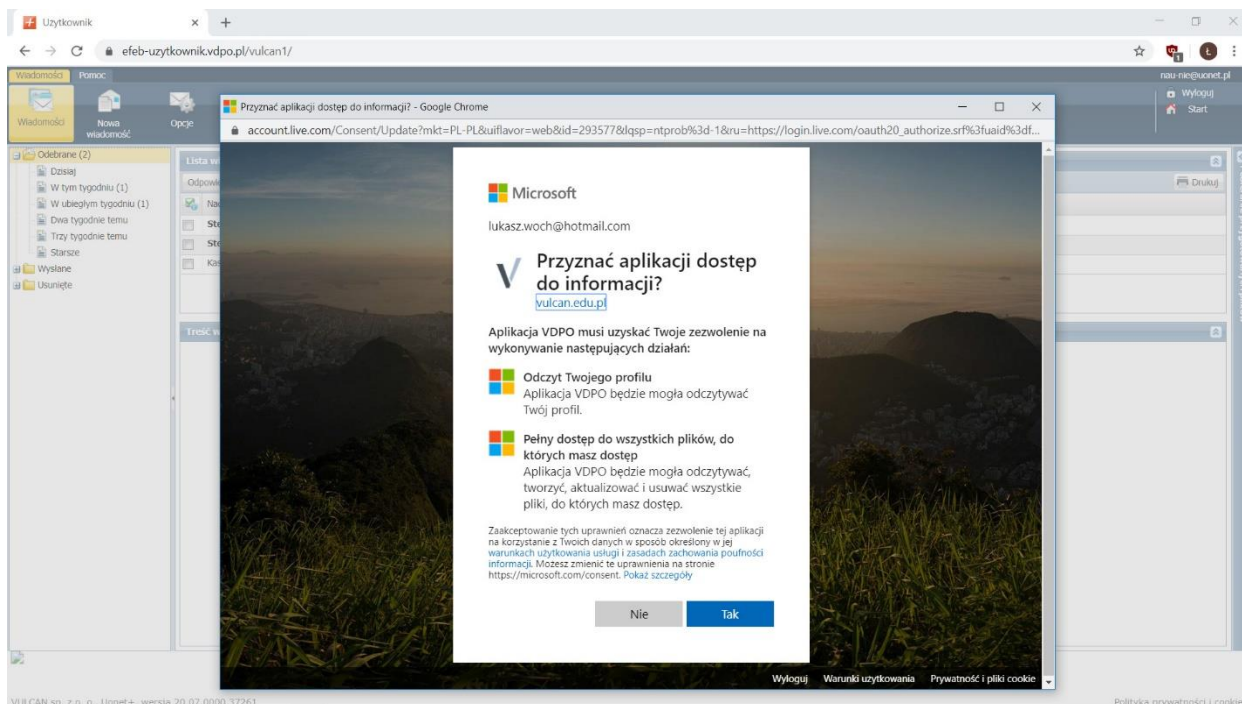 Uzytkownik
efeb-uzytkownik.vdpo.pl/vulcan1/
Wiadomości Pomoc
nau-nie@uonet.pl
Wiadomości
Nowa
wiadomość
Opcje
Wyloguj
Start
Odebrane (2)
Dzisiaj
W tym tygodniu (1)
W ubiegłym tygodniu (1)
Dwa tygodnie temu
Trzy tygodnie temu
Starsze
Wysłane
Usunięte
Drukuj
Przyznać aplikacji dostęp do informacji? - Google Chrome
account.live.com/Consent/Update?mkt=PL-PL&uiflavor=web&id=293577&lqsp=ntprob%3d-1&ru=https://login.live.com/oauth20_authorize.srf%3fuaid%3df...
Microsoft
lukasz.woch@hotmail.com
Przyznać aplikacji dostęp
do informacji?
vulcan.edu.pl
Aplikacja VDPO musi uzyskać Twoje zezwolenie na
wykonywanie następujących działań:
Odczyt Twojego profilu
Aplikacja VDPO będzie mogła odczytywać
Twój profil.
Pełny dostęp do wszystkich plików, do
których masz dostęp
Aplikacja VDPO będzie mogła odczytywać,
tworzyć, aktualizować i usuwać wszystkie
pliki, do których masz dostęp.
Zaakceptowanie tych uprawnień oznacza zezwolenie tej aplikacji
na korzystanie z Twoich danych w sposób określony w jej
warunkach użytkowania usługi i zasadach zachowania poufności
informacji. Możesz zmienić te uprawnienia na stronie
https://microsoft.com/consent. Pokaż szczegóły
Nie Tak
Wyloguj Warunki użytkowania Prywatność i pliki cookie
VULCAN sp. z o. o., Uonet+, wersja 20.07.0000.37261
Polityka prywatności i cookie